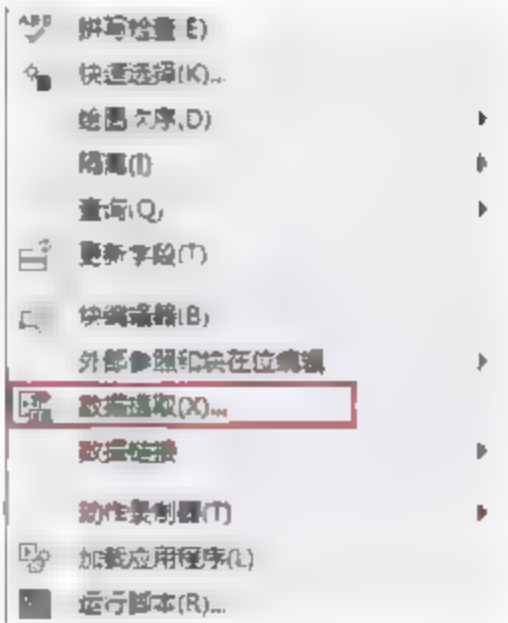 拼写检查(E)
快速选择(K)...
绘图次序(D)
隔离(I)
查询(Q)
更新字段(T)
块编辑器(B)
外部参照和块在位编辑
数据提取(X)...
数据链接
动作录制器(T)
加载应用程序(L)
运行脚本(R)...